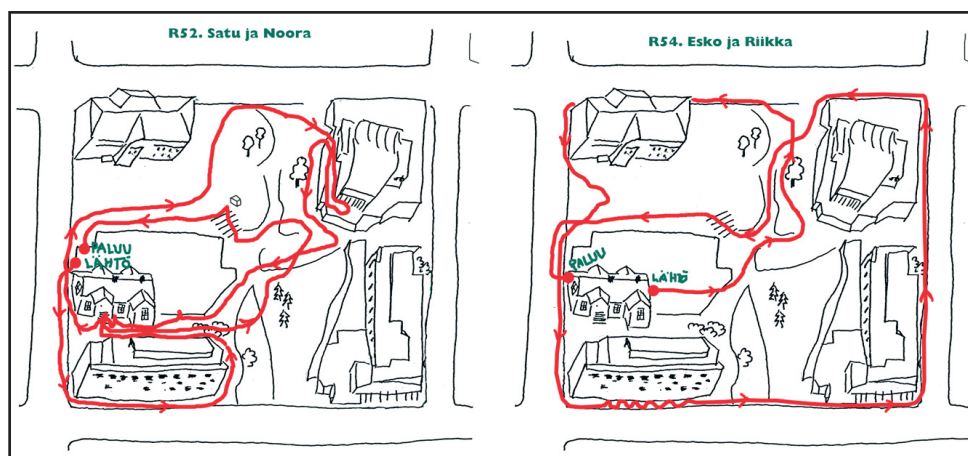 R52. Satu ja Noora
PALUU
LÄHTÖ
R54. Esko ja Riikka
PALUU
LÄHTÖ